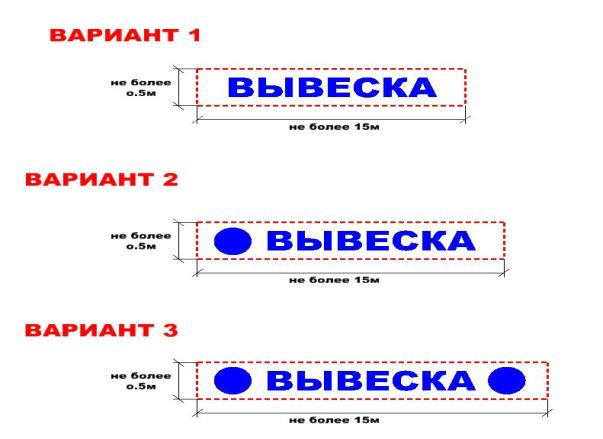 ВАРИАНТ 1
не более
о.5м
ВЫВЕСКА
не более 15м
ВАРИАНТ 2
не более
о.5м
ВЫВЕСКА
не более 15м
ВАРИАНТ 3
не более
о.5м
ВЫВЕСКА
не более 15м